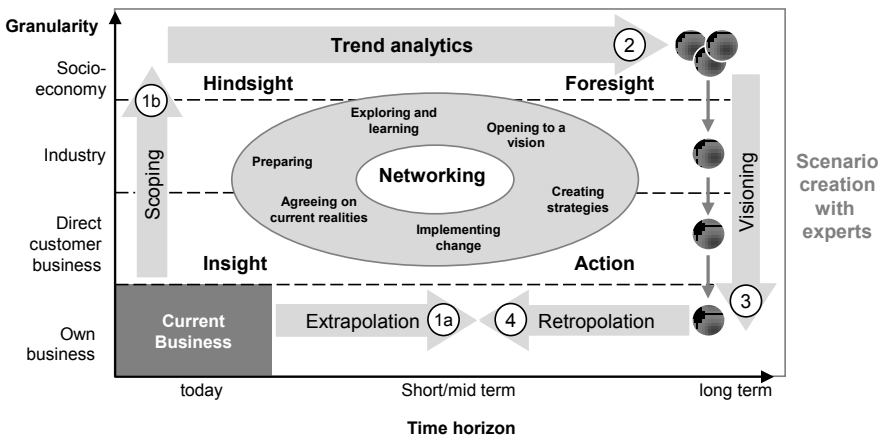 Granularity
Trend analytics
2
Socio-
economy
1b
Hindsight
Foresight
Exploring and
learning
Opening to a
vision
Industry
Preparing
Networking
Scoping
Visioning
Scenario
creation
with
experts
Agreeing on
current realities
Creating
strategies
Direct
customer
business
Implementing
change
Insight
Action
3
Current
Business
Extrapolation
1a
4
Retropolation
Own
business
today
Short/mid term
long term
Time horizon